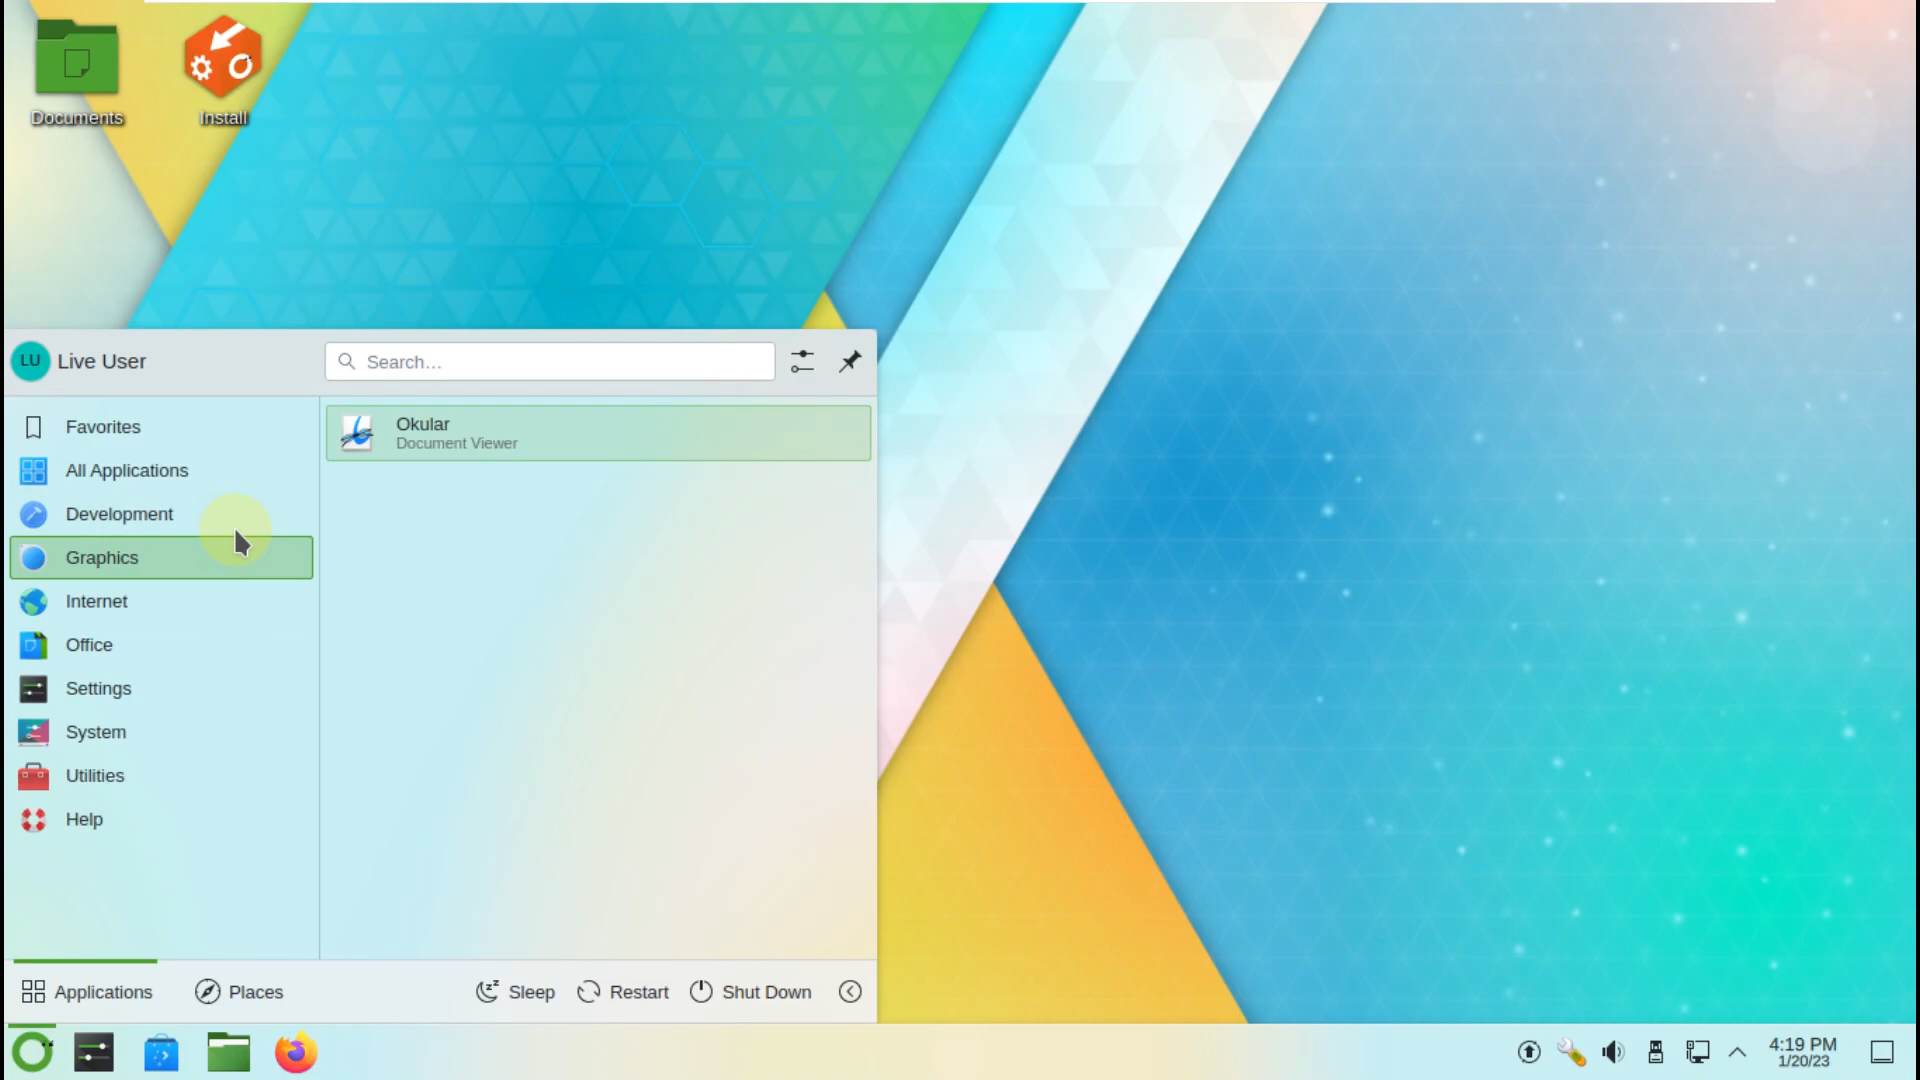 Documents
Install
LU
Live User
Search...
Favorites
All Applications
Development
Graphics
Internet
Office
Settings
System
Utilities
Help
Okular
Document Viewer
Applications
Places
Sleep
Restart
Shut Down
4:19 PM
1/20/23